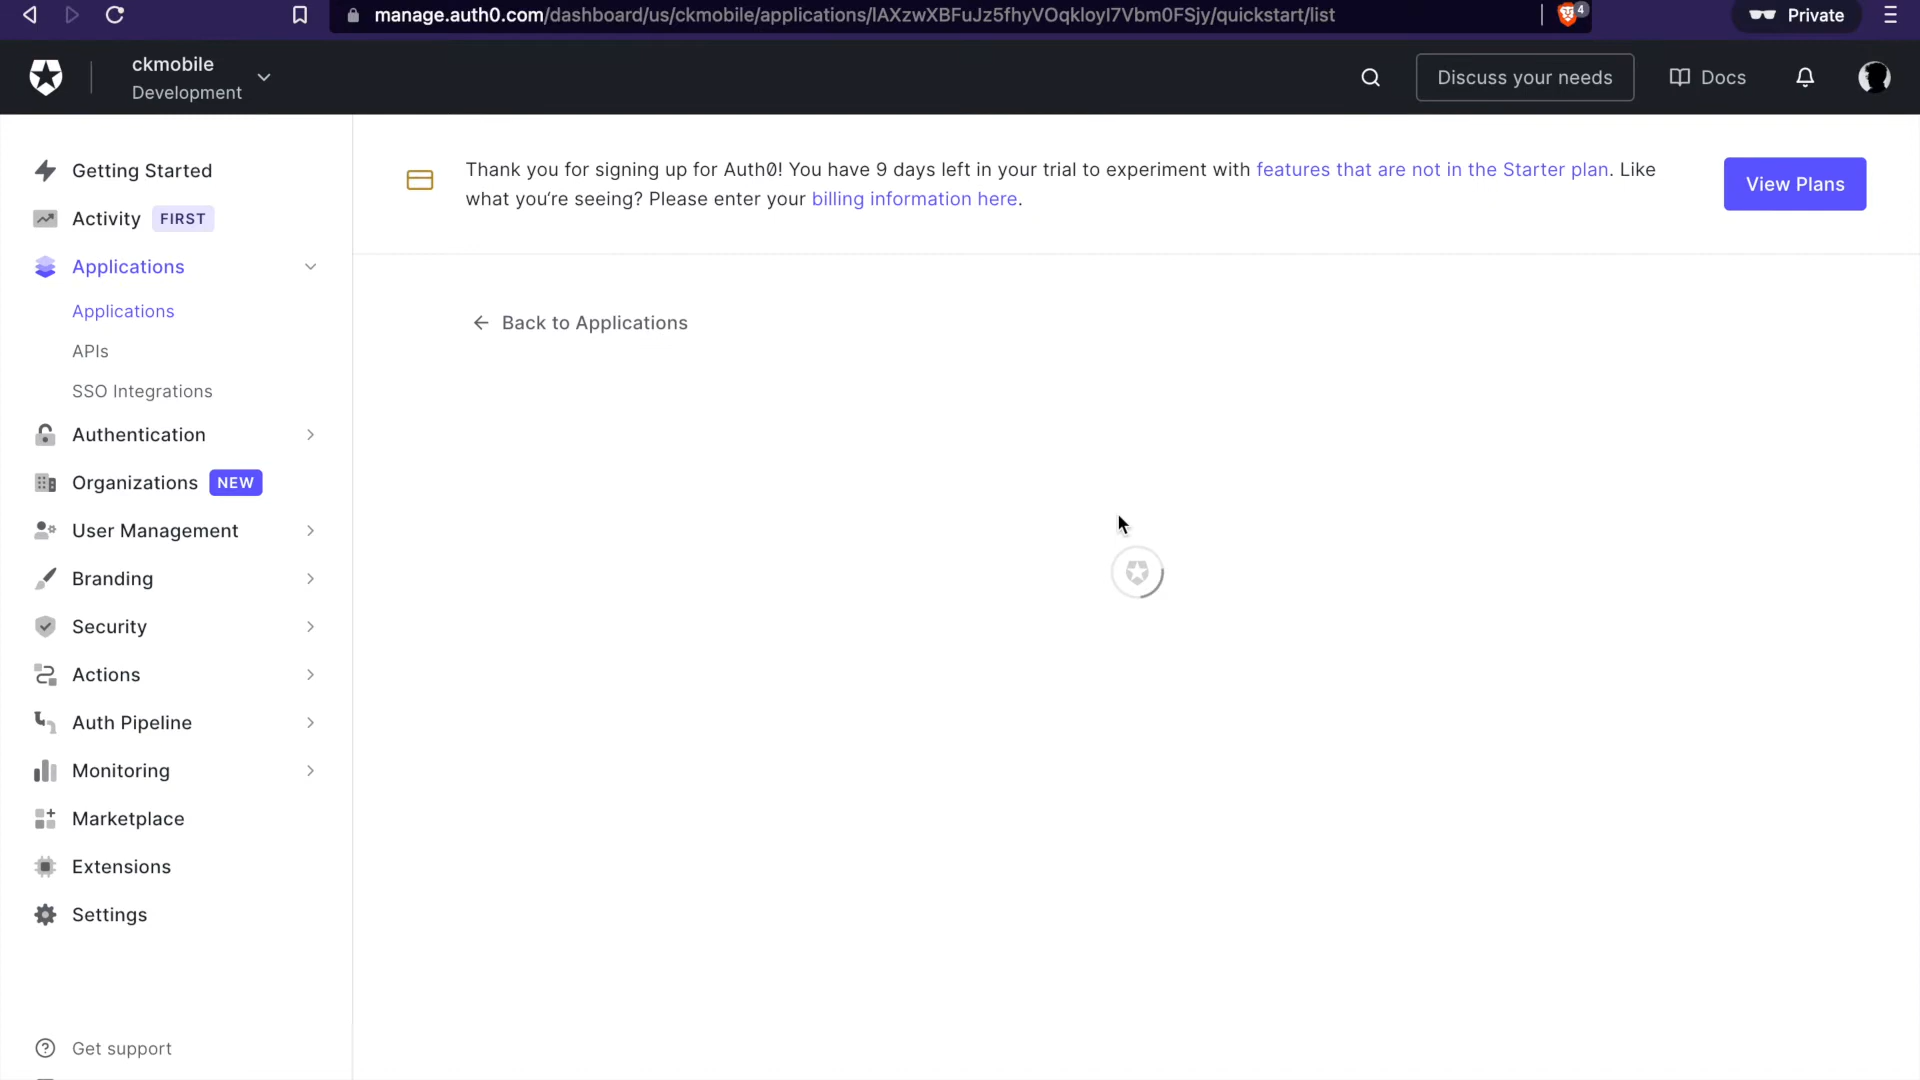 manage.auth0.com/dashboard/us/ckmobile/applications/lAXzwXBFuJz5fhyVOqkloyI7Vbm0FSjy/quickstart/list
4
Private
ckmobile
Development
Discuss your needs
Docs
Getting Started
Activity FIRST
Applications
Applications
APIs
SSO Integrations
Authentication
Organizations NEW
User Management
Branding
Security
Actions
Auth Pipeline
Monitoring
Marketplace
Extensions
Settings
Get support
Thank you for signing up for Auth0! You have 9 days left in your trial to experiment with features that are not in the Starter plan. Like
what you're seeing? Please enter your billing information here.
View Plans
Back to Applications